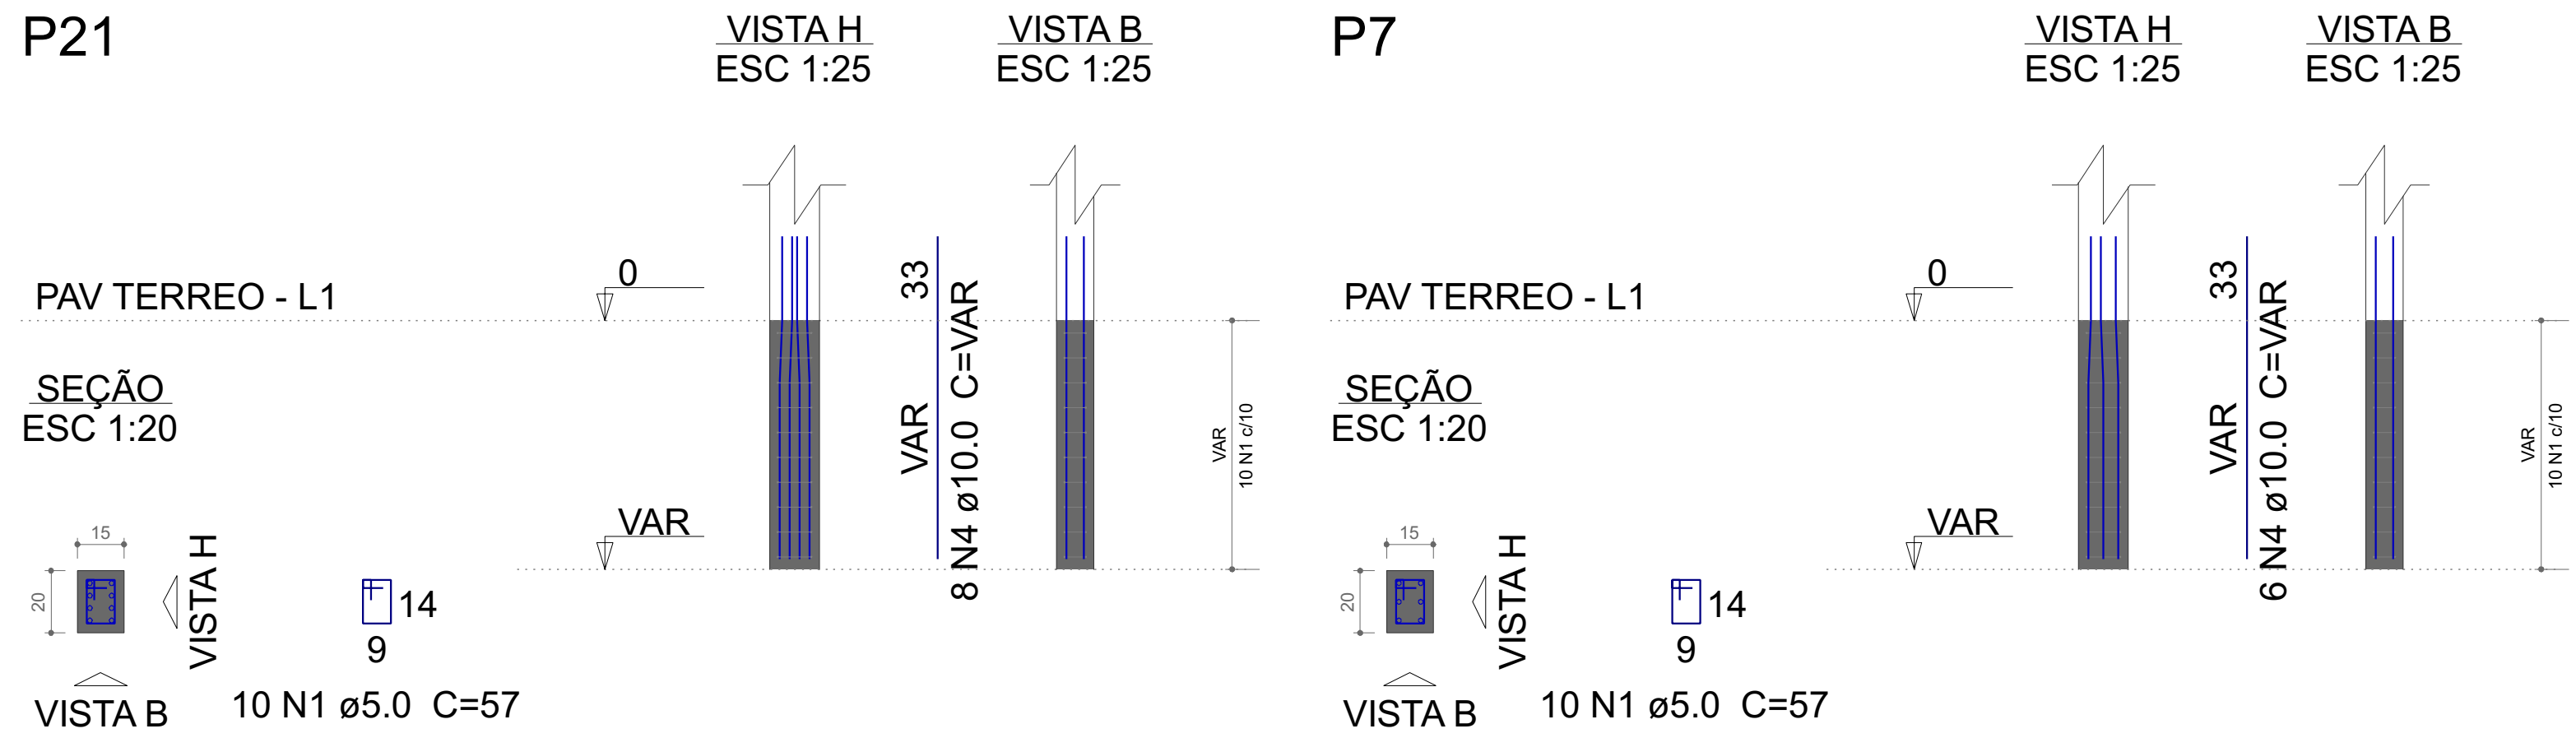 P21
VISTA H
ESC 1:25
VISTA B
ESC 1:25
PAV TERREO - L1
0
33
VAR
8 N4 ø10.0 C=VAR
VAR
10 N1 c/10
SEÇÃO
ESC 1:20
VAR
15
20
VISTA H
VISTA B
14
9
10 N1 ø5.0 C=57
P7
VISTA H
ESC 1:25
VISTA B
ESC 1:25
PAV TERREO - L1
0
33
VAR
6 N4 ø10.0 C=VAR
VAR
10 N1 c/10
SEÇÃO
ESC 1:20
VAR
15
20
VISTA H
VISTA B
14
9
10 N1 ø5.0 C=57